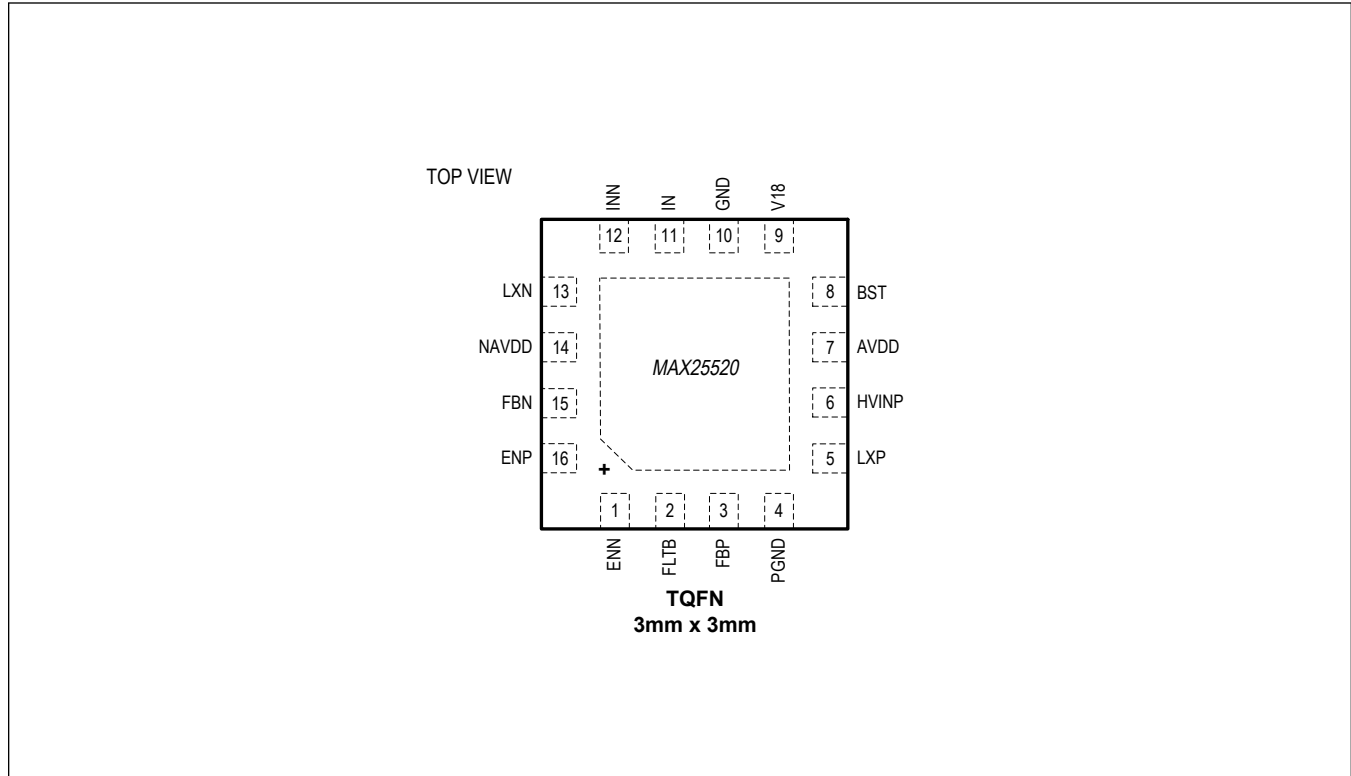 TOP VIEW
INN
IN
GND
V18
12
11
10
9
LXN 13
8 BST
NAVDD 14
7 AVDD
MAX25520
FBN 15
6 HVINP
ENP 16
5 LXP
+
1
2
3
4
ENN
FLTB
FBP
PGND
TQFN
3mm x 3mm